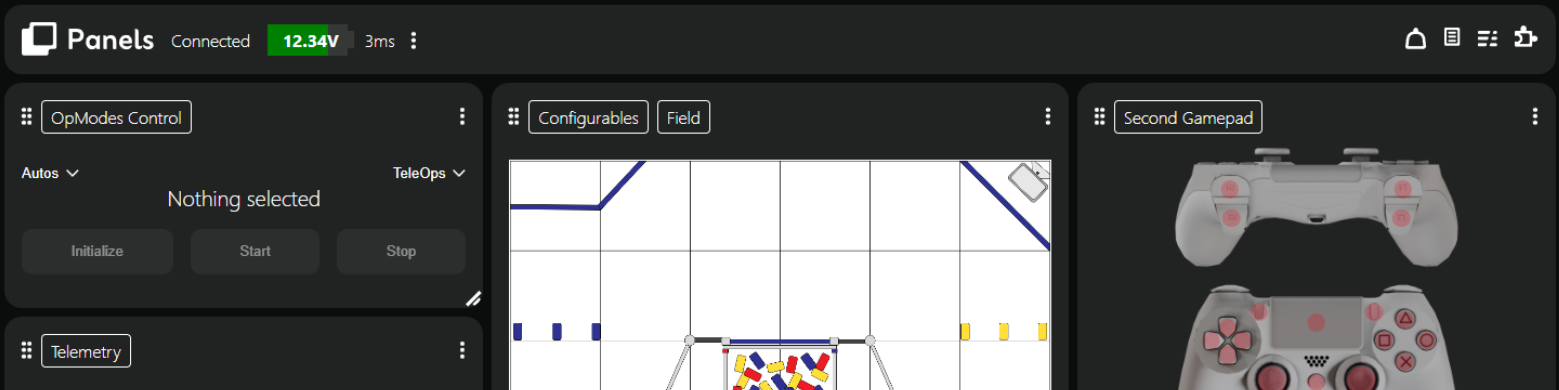 Panels Connected 12.34V 3ms
OpModes Control
Autos TeleOps
Nothing selected
Initialize Start Stop
Telemetry
Configurables Field
Second Gamepad